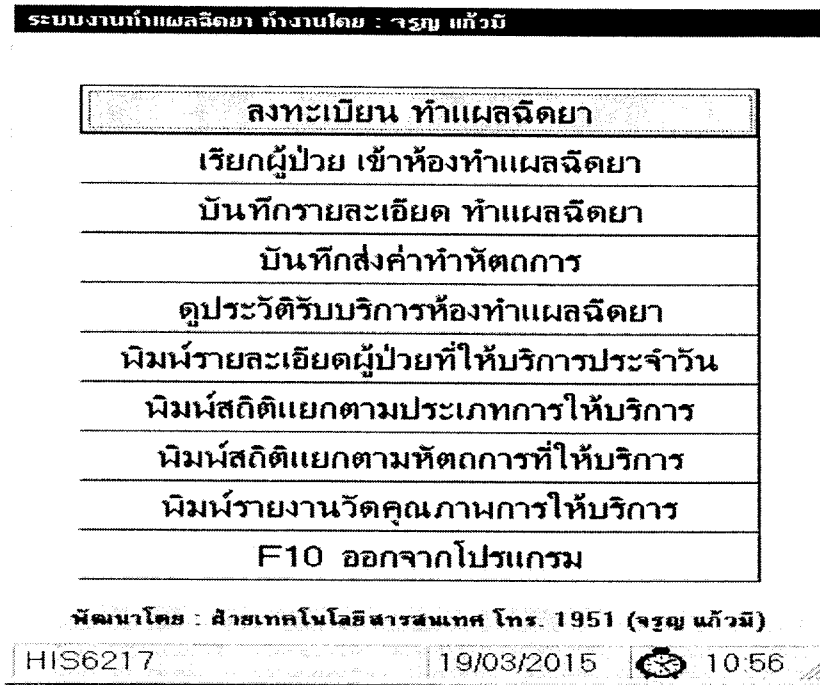 ระบบงานทำแผลฉีดยา ทำงานโดย : จรูญ แก้วมี
ลงทะเบียน ทำแผลฉีดยา
เรียกผู้ป่วย เข้าห้องทำแผลฉีดยา
บันทึกรายละเอียด ทำแผลฉีดยา
บันทึกส่งค่าทำหัตถการ
ดูประวัติรับบริการห้องทำแผลฉีดยา
พิมพ์รายละเอียดผู้ป่วยที่ให้บริการประจำวัน
พิมพ์สถิติแยกตามประเภทการให้บริการ
พิมพ์สถิติแยกตามหัตถการที่ให้บริการ
พิมพ์รายงานวัดคุณภาพการให้บริการ
F10 ออกจากโปรแกรม
พัฒนาโดย : ฝ่ายเทคโนโลยีสารสนเทศ โทร. 1951 (จรูญ แก้วมี)
HIS6217 19/03/2015 10:56